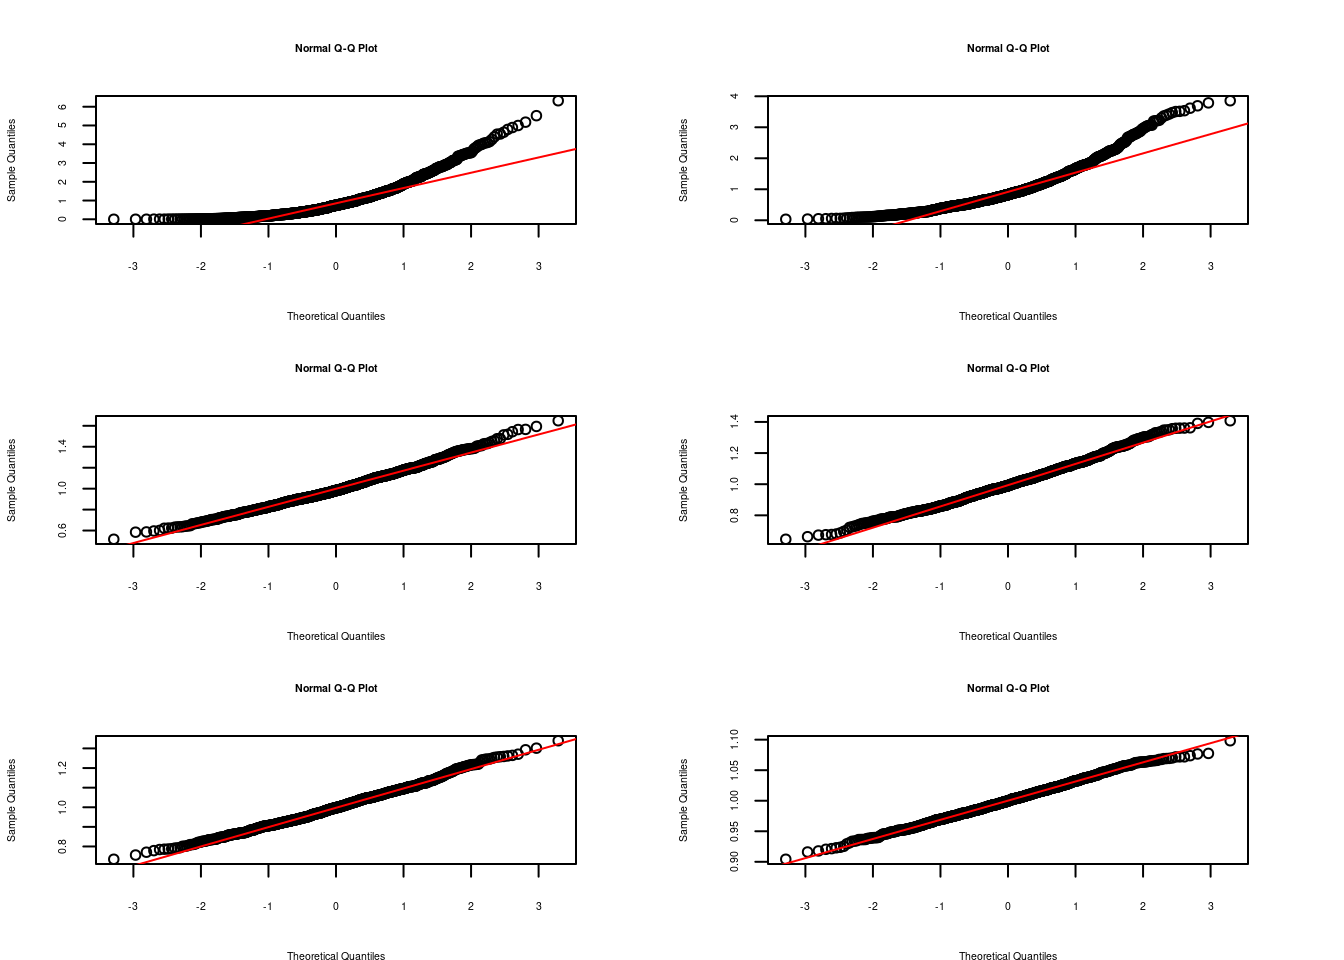 Normal Q-Q Plot
Sample Quantiles
0 1 2 3 4 5 6
-3 -2 -1 0 1 2 3
Theoretical Quantiles
Normal Q-Q Plot
Sample Quantiles
0 1 2 3 4
-3 -2 -1 0 1 2 3
Theoretical Quantiles
Normal Q-Q Plot
Sample Quantiles
0.6 1.0 1.4
-3 -2 -1 0 1 2 3
Theoretical Quantiles
Normal Q-Q Plot
Sample Quantiles
0.8 1.0 1.2 1.4
-3 -2 -1 0 1 2 3
Theoretical Quantiles
Normal Q-Q Plot
Sample Quantiles
0.8 1.0 1.2
-3 -2 -1 0 1 2 3
Theoretical Quantiles
Normal Q-Q Plot
Sample Quantiles
0.90 0.95 1.00 1.05 1.10
-3 -2 -1 0 1 2 3
Theoretical Quantiles